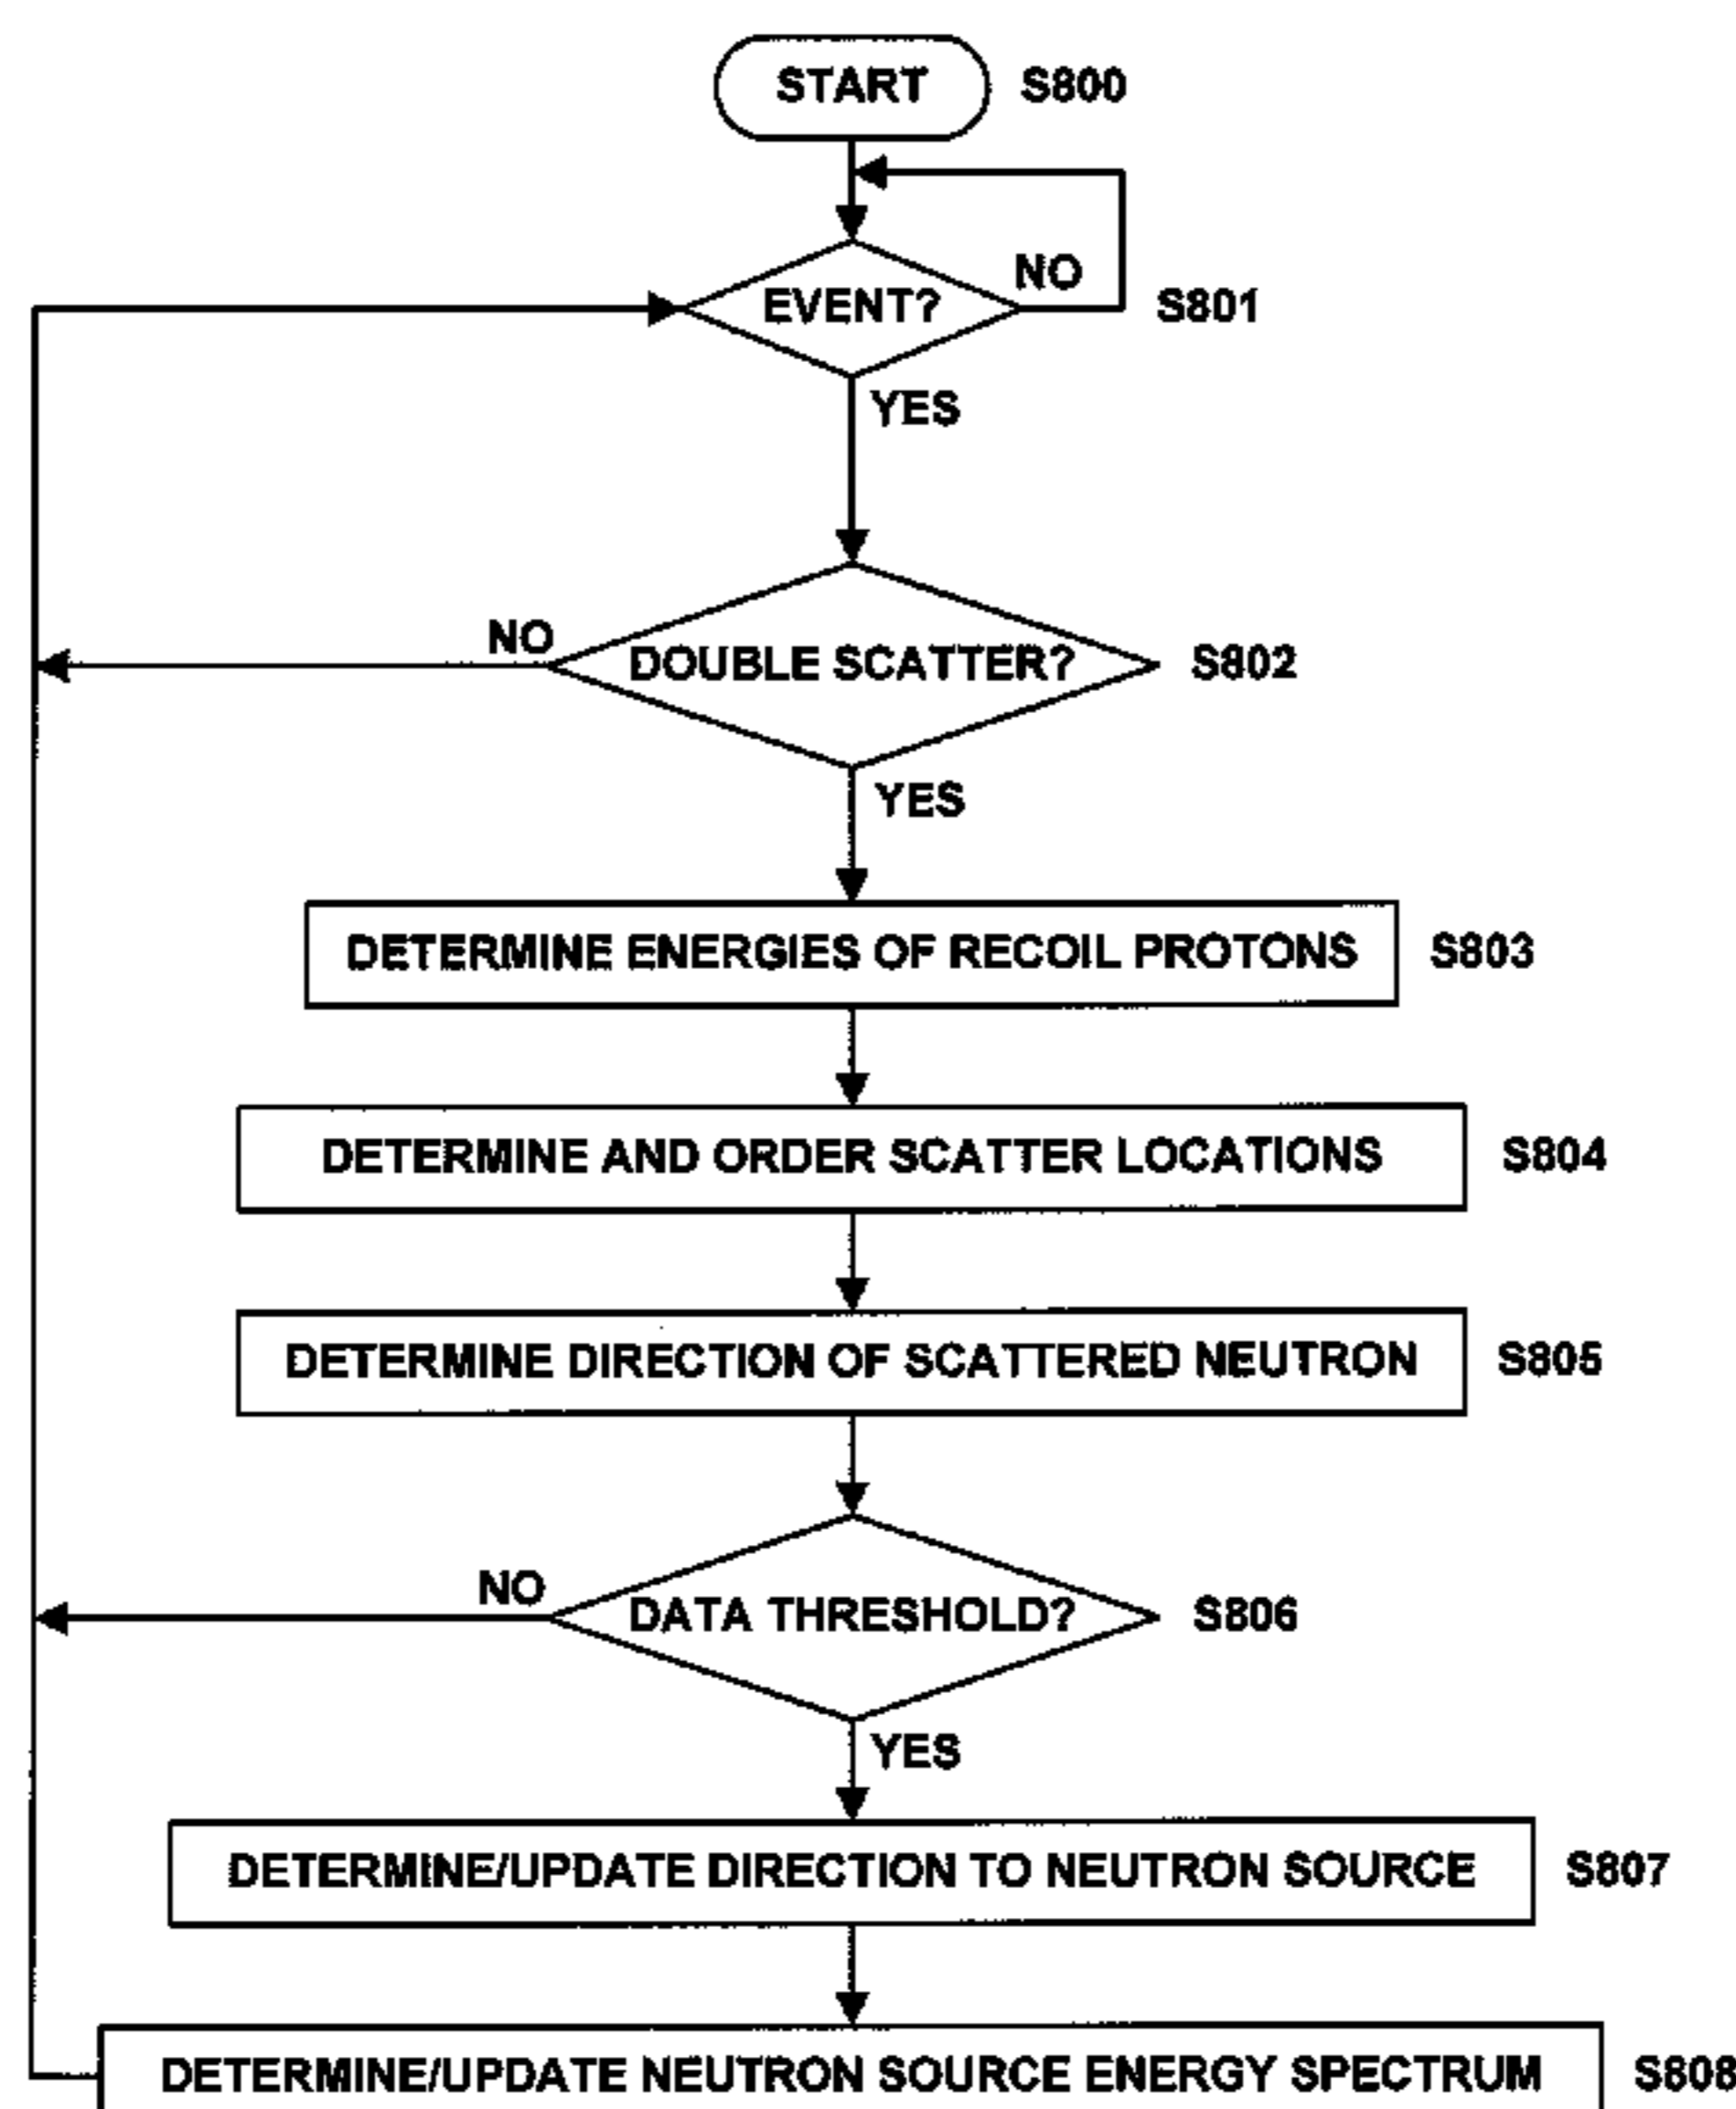 START S800
NO
EVENT? S801
YES
NO
DOUBLE SCATTER? S802
YES
DETERMINE ENERGIES OF RECOIL PROTONS S803
DETERMINE AND ORDER SCATTER LOCATIONS S804
DETERMINE DIRECTION OF SCATTERED NEUTRON S805
NO
DATA THRESHOLD? S806
YES
DETERMINE/UPDATE DIRECTION TO NEUTRON SOURCE S807
DETERMINE/UPDATE NEUTRON SOURCE ENERGY SPECTRUM S808